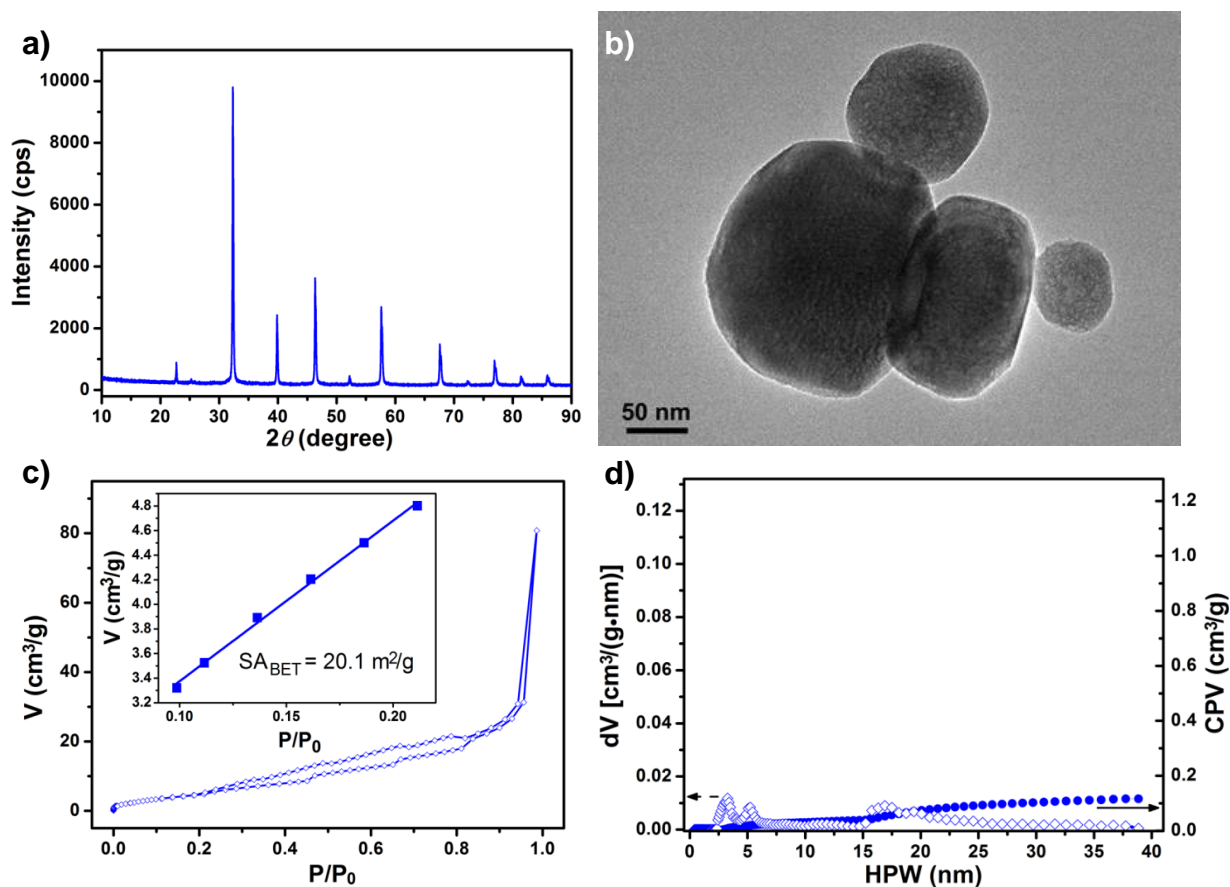 a)
Intensity (cps)
10000
8000
6000
4000
2000
0
10 20 30 40 50 60 70 80 90
2θ (degree)
b)
50 nm
c)
V (cm³/g)
80
60
40
20
0
0.0 0.2 0.4 0.6 0.8 1.0
P/P₀
V (cm³/g)
4.8
4.6
4.4
4.2
4.0
3.8
3.6
3.4
3.2
SA_BET = 20.1 m²/g
0.10 0.15 0.20
P/P₀
d)
dV [cm³/(g•nm)]
0.12
0.10
0.08
0.06
0.04
0.02
0.00
0 5 10 15 20 25 30 35 40
HPW (nm)
1.2
1.0
0.8
0.6
0.4
0.2
0.0
CPV (cm³/g)